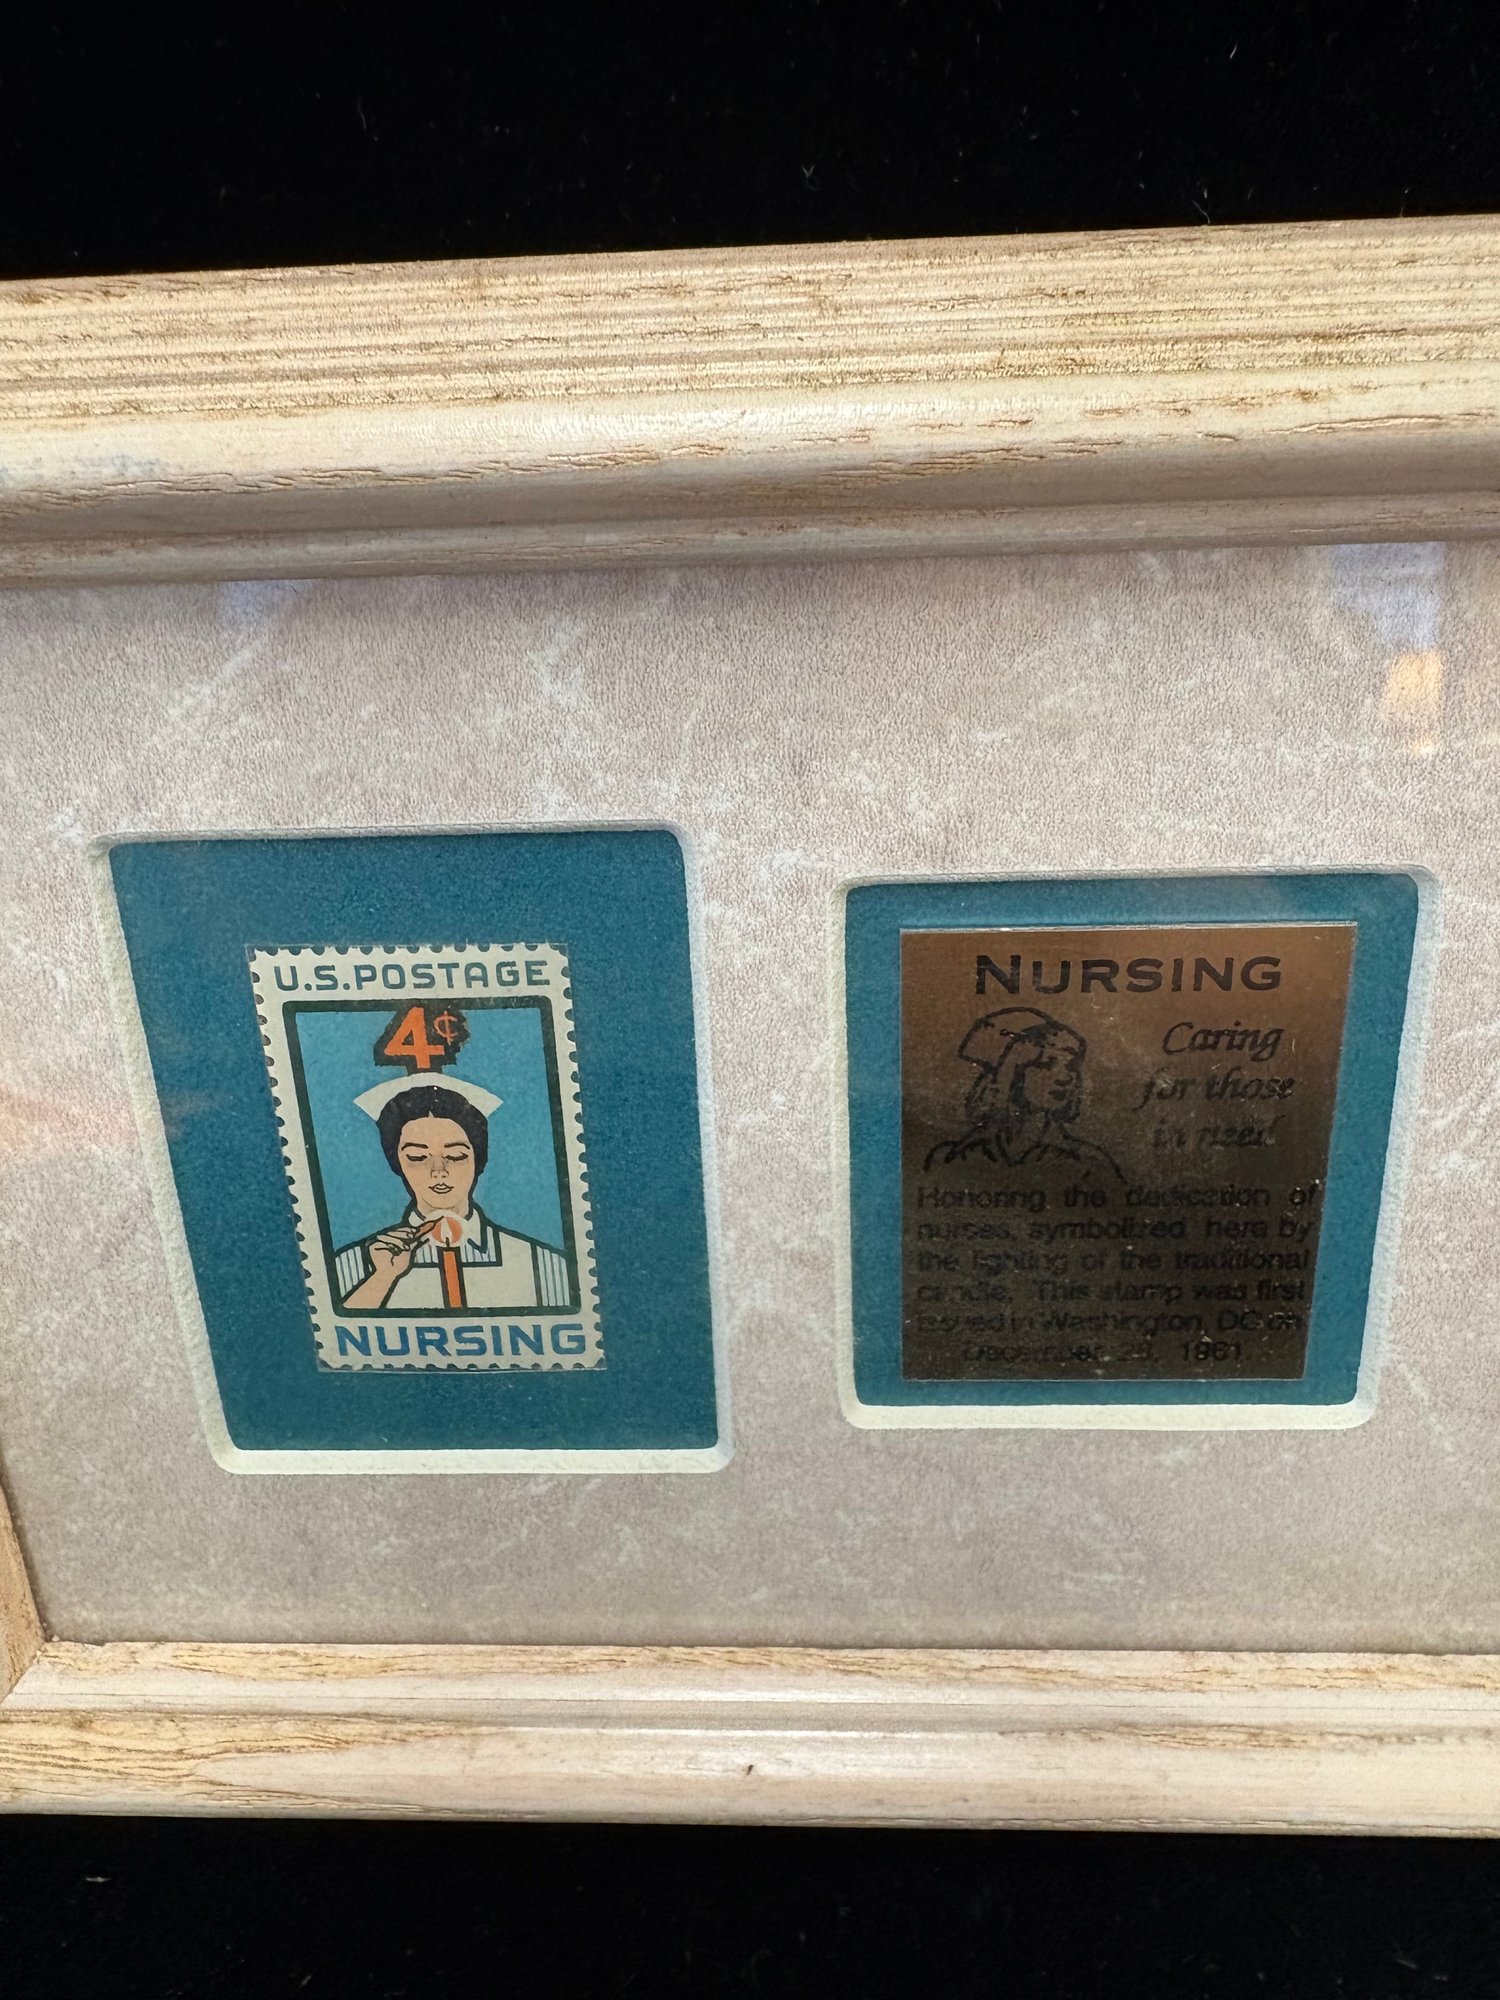 U.S. POSTAGE
4¢
NURSING
NURSING
Caring
for those
in need
Honoring the dedication of
nurses, symbolized here by
the lighting of the traditional
candle. This stamp was first
issued in Washington, DC on
December 28, 1961.